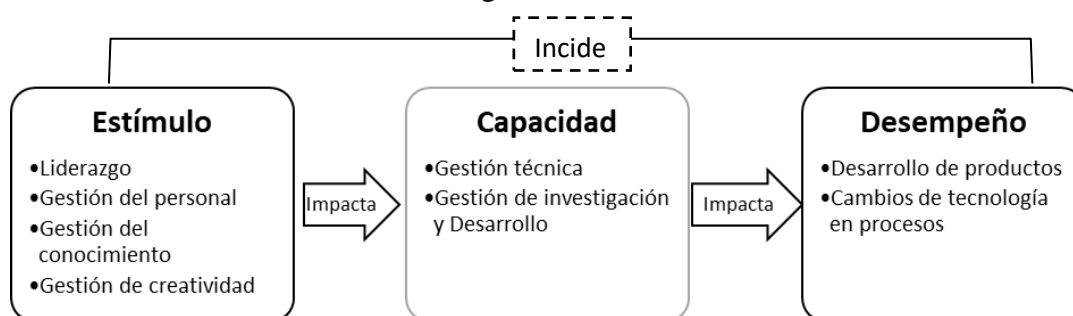 Incide
Estímulo
•Liderazgo
•Gestión del personal
•Gestión del
conocimiento
•Gestión de creatividad
Impacta
Capacidad
•Gestión técnica
•Gestión de investigación
y Desarrollo
Impacta
Desempeño
•Desarrollo de productos
•Cambios de tecnología
en procesos